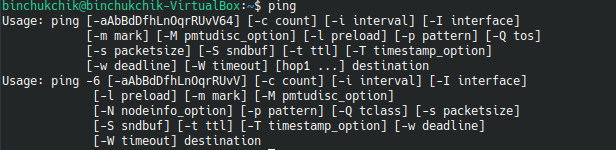 binchukchik@binchukchik-VirtualBox:~$ ping
Usage: ping [-aAbBdDfhLnOqrRUvV64] [-c count] [-i interval] [-I interface]
            [-m mark] [-M pmtudisc_option] [-l preload] [-p pattern] [-Q tos]
            [-s packetsize] [-S sndbuf] [-t ttl] [-T timestamp_option]
            [-w deadline] [-W timeout] [hop1 ...] destination
Usage: ping -6 [-aAbBdDfhLnOqrRUvV] [-c count] [-i interval] [-I interface]
             [-l preload] [-m mark] [-M pmtudisc_option]
             [-N nodeinfo_option] [-p pattern] [-Q tclass] [-s packetsize]
             [-S sndbuf] [-t ttl] [-T timestamp_option] [-w deadline]
             [-W timeout] destination